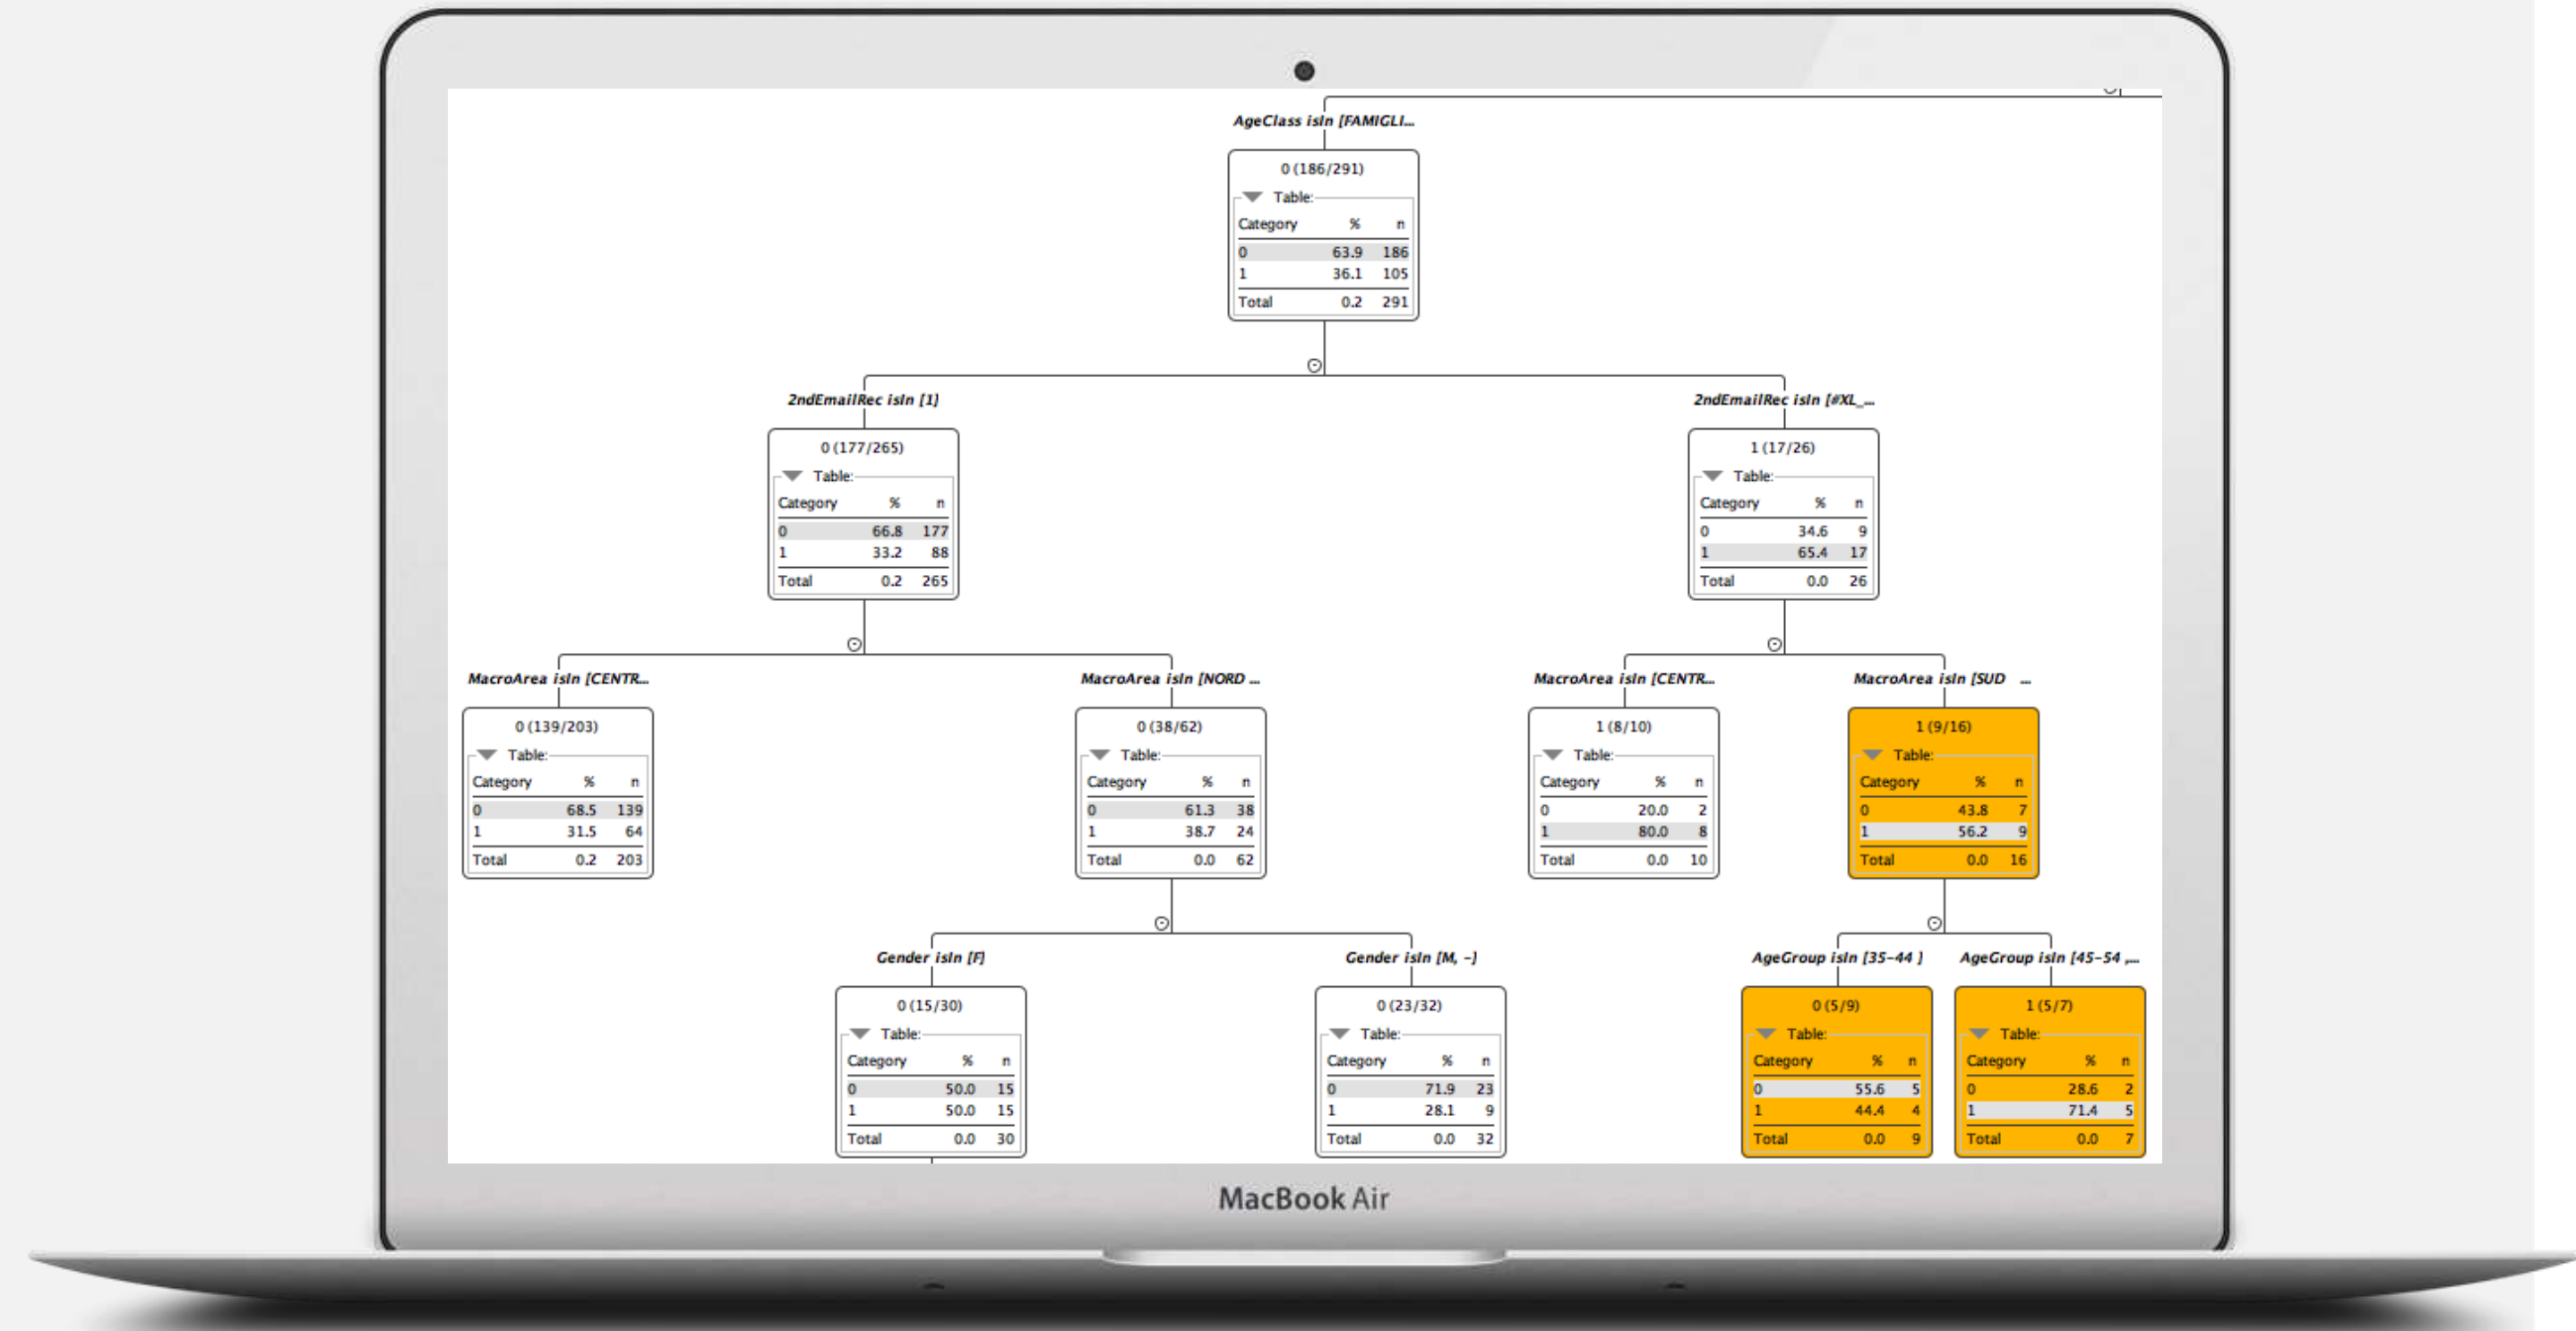 AgeClass isIn [FAMIGLI...
0 (186/291)
Table:
Category % n
0 63.9 186
1 36.1 105
Total 0.2 291
2ndEmailRec isIn [1]
0 (177/265)
Table:
Category % n
0 66.8 177
1 33.2 88
Total 0.2 265
2ndEmailRec isIn [#XL_...
1 (17/26)
Table:
Category % n
0 34.6 9
1 65.4 17
Total 0.0 26
MacroArea isIn [CENTR...
0 (139/203)
Table:
Category % n
0 68.5 139
1 31.5 64
Total 0.2 203
MacroArea isIn [NORD ...
0 (38/62)
Table:
Category % n
0 61.3 38
1 38.7 24
Total 0.0 62
MacroArea isIn [CENTR...
1 (8/10)
Table:
Category % n
0 20.0 2
1 80.0 8
Total 0.0 10
MacroArea isIn [SUD ...
1 (9/16)
Table:
Category % n
0 43.8 7
1 56.2 9
Total 0.0 16
Gender isIn [F]
0 (15/30)
Table:
Category % n
0 50.0 15
1 50.0 15
Total 0.0 30
Gender isIn [M, -]
0 (23/32)
Table:
Category % n
0 71.9 23
1 28.1 9
Total 0.0 32
AgeGroup isIn [35-44 ]
0 (5/9)
Table:
Category % n
0 55.6 5
1 44.4 4
Total 0.0 9
AgeGroup isIn [45-54 ,...
1 (5/7)
Table:
Category % n
0 28.6 2
1 71.4 5
Total 0.0 7
MacBook Air